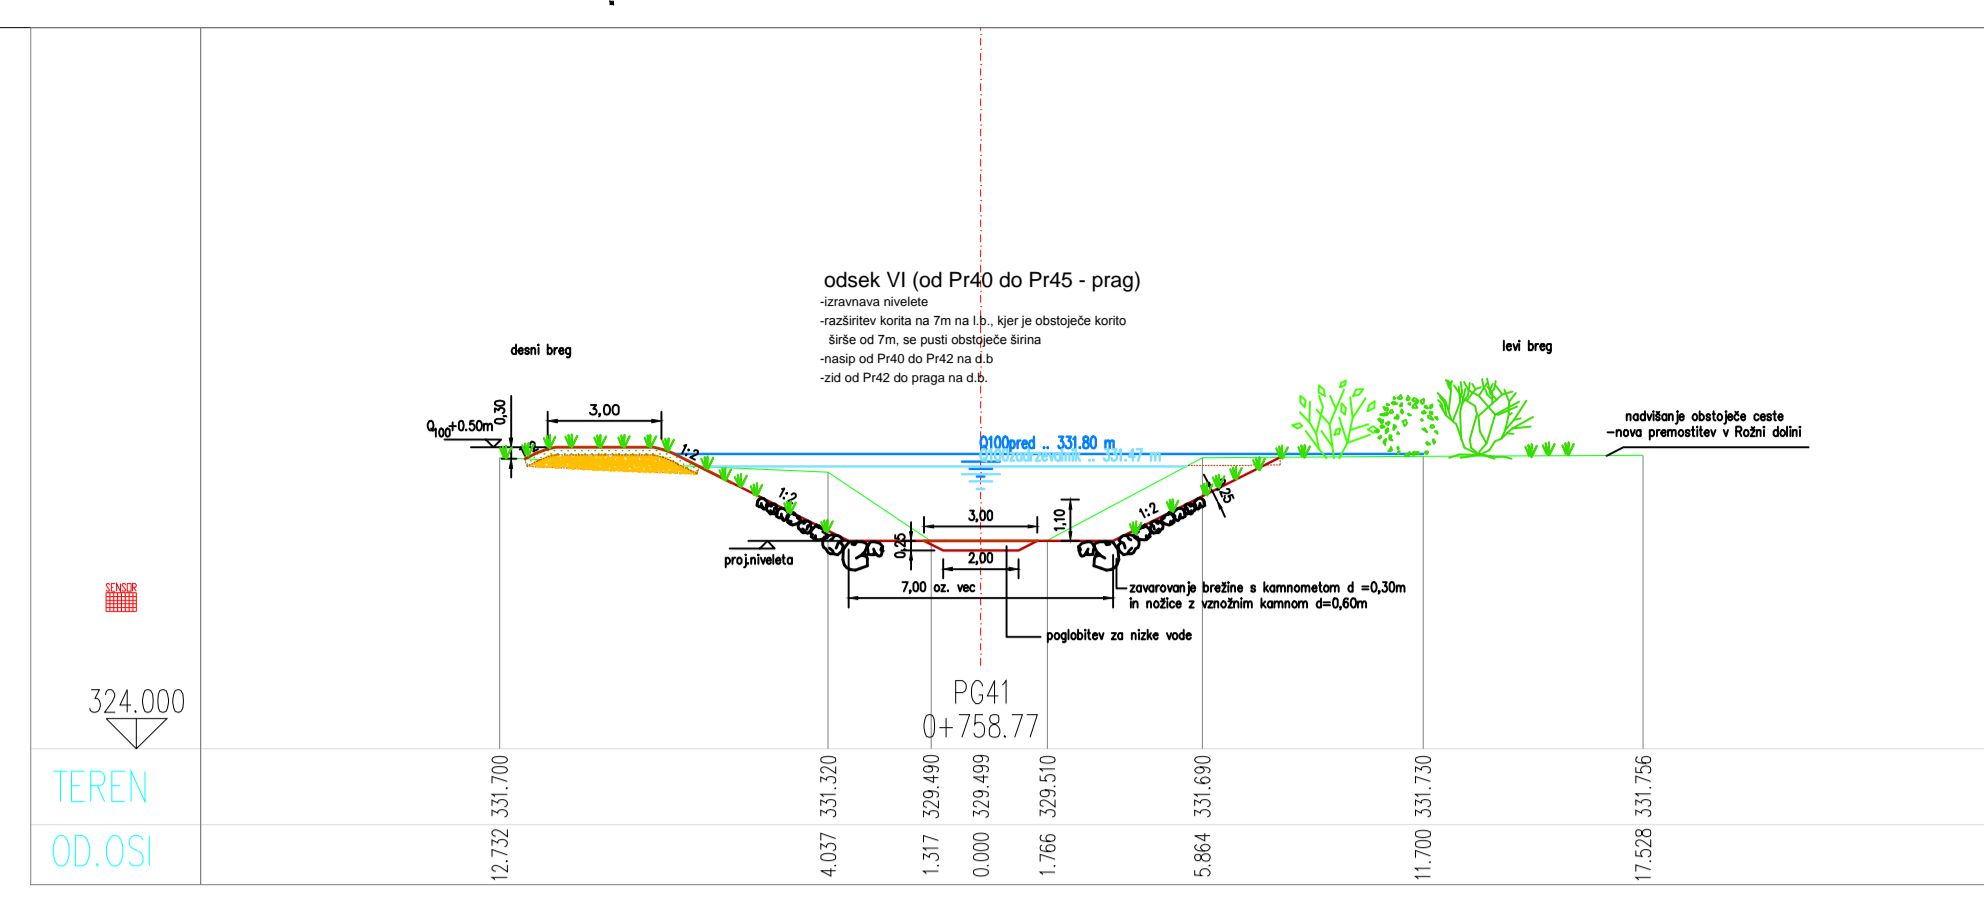 odsek VI (od Pr40 do Pr45 - prag)
-izravnava nivelete
-razširitev korita na 7m na l.b., kjer je obstoječe korito
širše od 7m, se pusti obstoječe širina
-nasip od Pr40 do Pr42 na d.b
-zid od Pr42 do praga na d.b.
desni breg
levi breg
0,30
3,00
Q100+0.50m
1:2
1:2
Q100pred .. 331.80 m
Q100zadrzevalnik .. 331.47 m
nadvišanje obstoječe ceste
-nova premostitev v Rožni dolini
1:2
1:2
25
3,00
1,10
0,25
2,00
proj.niveleta
7,00 oz. vec
zavarovanje brežine s kamnometom d =0,30m
in nožice z vznožnim kamnom d=0,60m
poglobitev za nizke vode
SENSOR
324.000
PG41
0+758.77
TEREN
331.700 331.320 329.490 329.499 329.510 331.690 331.730 331.756
OD.OSI
12.732 4.037 1.317 0.000 1.766 5.864 11.700 17.528